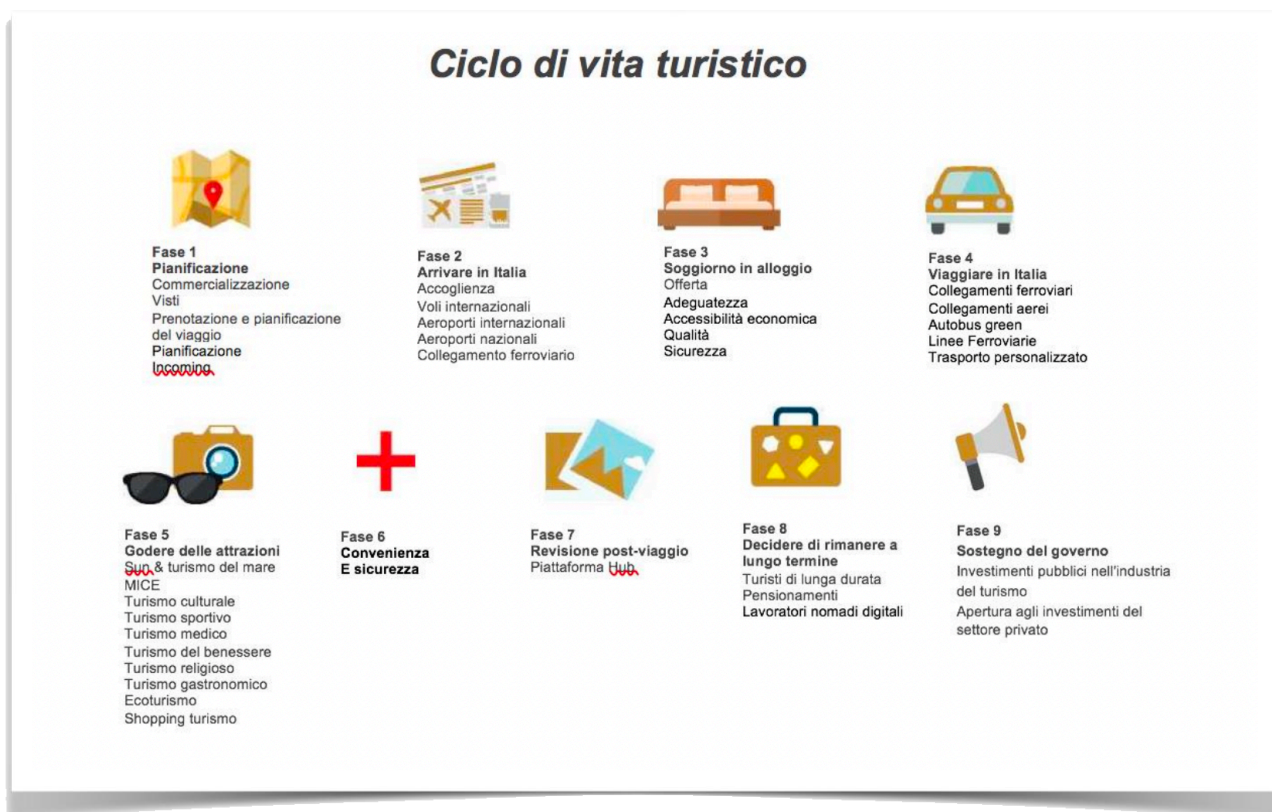 Ciclo di vita turistico
Fase 1
Pianificazione
Commercializzazione
Visti
Prenotazione e pianificazione
del viaggio
Pianificazione
Incoming
Fase 2
Arrivare in Italia
Accoglienza
Voli internazionali
Aeroporti internazionali
Aeroporti nazionali
Collegamento ferroviario
Fase 3
Soggiorno in alloggio
Offerta
Adeguatezza
Accessibilità economica
Qualità
Sicurezza
Fase 4
Viaggiare in Italia
Collegamenti ferroviari
Collegamenti aerei
Autobus green
Linee Ferroviarie
Trasporto personalizzato
Fase 5
Godere delle attrazioni
Sun & turismo del mare
MICE
Turismo culturale
Turismo sportivo
Turismo medico
Turismo del benessere
Turismo religioso
Turismo gastronomico
Ecoturismo
Shopping turismo
Fase 6
Convenienza
E sicurezza
Fase 7
Revisione post-viaggio
Piattaforma Hub
Fase 8
Decidere di rimanere a
lungo termine
Turisti di lunga durata
Pensionamenti
Lavoratori nomadi digitali
Fase 9
Sostegno del governo
Investimenti pubblici nell'industria
del turismo
Apertura agli investimenti del
settore privato